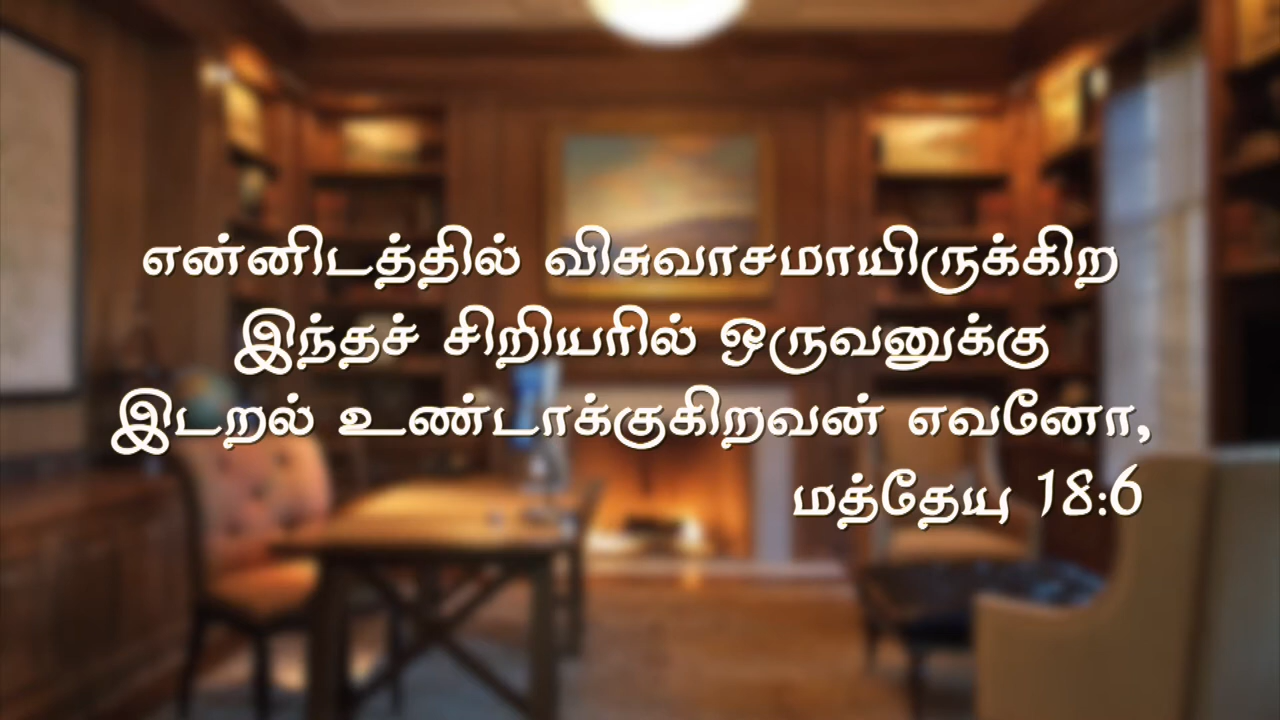 என்னிடத்தில் விசுவாசமாயிருக்கிற
இந்தச் சிறியரில் ஒருவனுக்கு
இடறல் உண்டாக்குகிறவன் எவனோ,
மத்தேயு 18:6